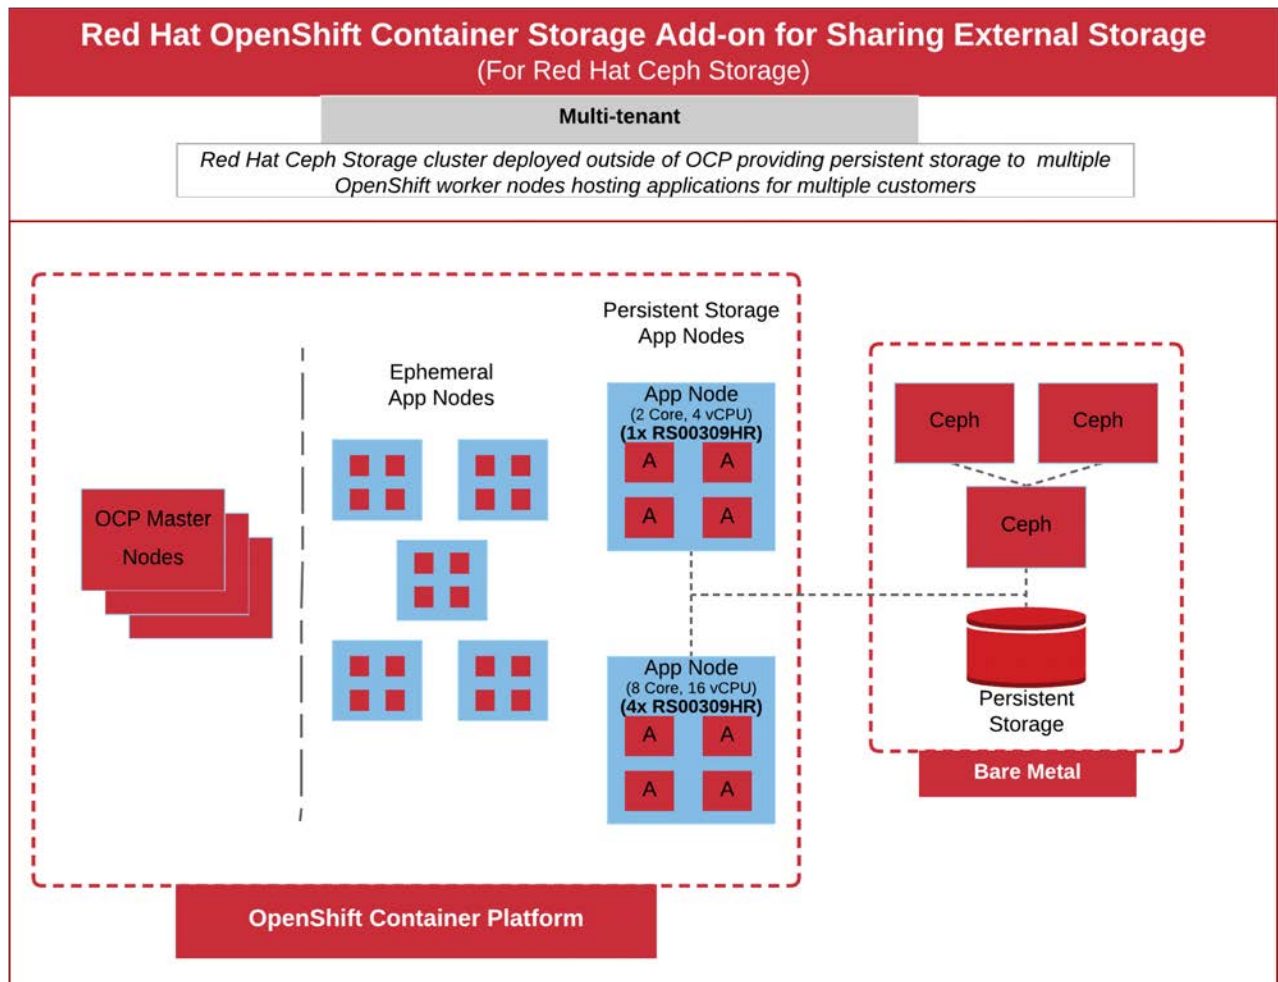 Red Hat OpenShift Container Storage Add-on for Sharing External Storage
(For Red Hat Ceph Storage)
Multi-tenant
Red Hat Ceph Storage cluster deployed outside of OCP providing persistent storage to multiple
OpenShift worker nodes hosting applications for multiple customers
OCP Master
Nodes
Ephemeral
App Nodes
Persistent Storage
App Nodes
App Node
(2 Core, 4 vCPU)
(1x RS00309HR)
A A
A A
App Node
(8 Core, 16 vCPU)
(4x RS00309HR)
A A
A A
OpenShift Container Platform
Ceph
Ceph
Ceph
Persistent
Storage
Bare Metal